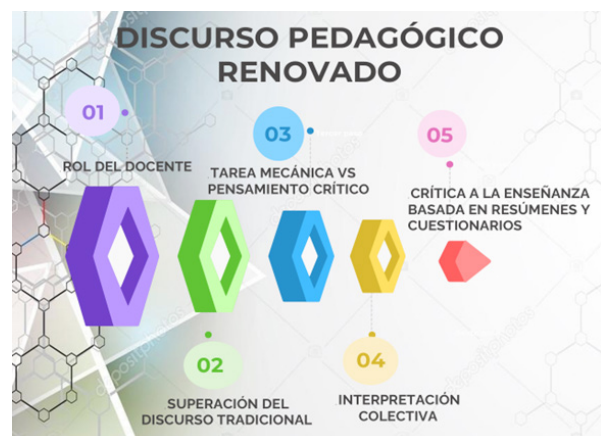 DISCURSO PEDAGÓGICO
RENOVADO
01
ROL DEL DOCENTE
02
SUPERACIÓN DEL
DISCURSO TRADICIONAL
03
TAREA MECÁNICA VS
PENSAMIENTO CRÍTICO
04
INTERPRETACIÓN
COLECTIVA
05
CRÍTICA A LA ENSEÑANZA
BASADA EN RESÚMENES Y
CUESTIONARIOS
depositphotos